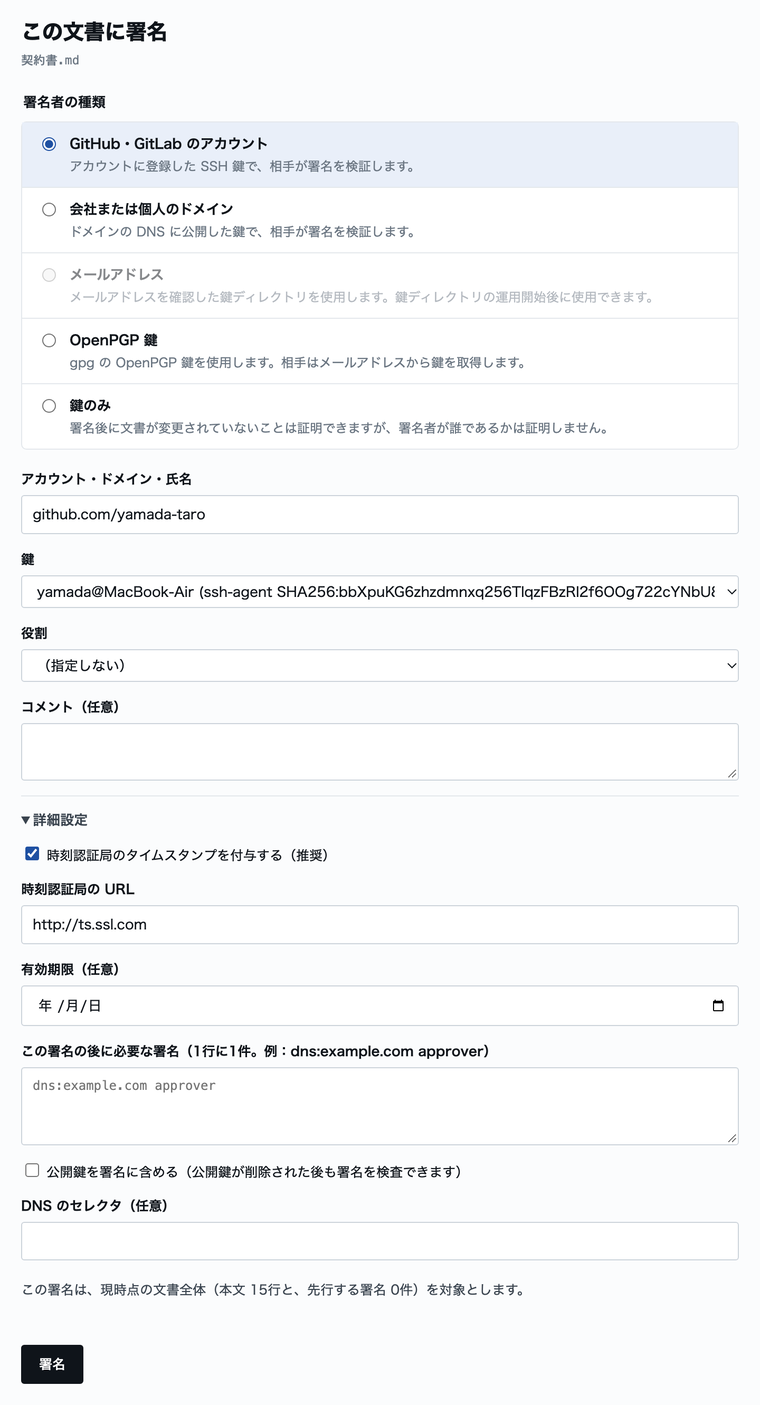 この文書に署名
契約書.md
署名者の種類
GitHub・GitLab のアカウント
アカウントに登録した SSH 鍵で、相手が署名を検証します。
会社または個人のドメイン
ドメインの DNS に公開した鍵で、相手が署名を検証します。
メールアドレス
メールアドレスを確認した鍵ディレクトリを使用します。鍵ディレクトリの運用開始後に使用できます。
OpenPGP 鍵
gpg の OpenPGP 鍵を使用します。相手はメールアドレスから鍵を取得します。
鍵のみ
署名後に文書が変更されていないことは証明できますが、署名者が誰であるかは証明しません。
アカウント・ドメイン・氏名
github.com/yamada-taro
鍵
yamada@MacBook-Air (ssh-agent SHA256:bbXpuKG6zhzdmnxq256TlqzFBzRl2f6OOg722cYNbU8
役割
（指定しない）
コメント（任意）
▼詳細設定
時刻認証局のタイムスタンプを付与する（推奨）
時刻認証局の URL
http://ts.ssl.com
有効期限（任意）
年 /月/日
この署名の後に必要な署名（1行に1件。例：dns:example.com approver）
dns:example.com approver
公開鍵を署名に含める（公開鍵が削除された後も署名を検査できます）
DNS のセレクタ（任意）
この署名は、現時点の文書全体（本文 15行と、先行する署名 0件）を対象とします。
署名